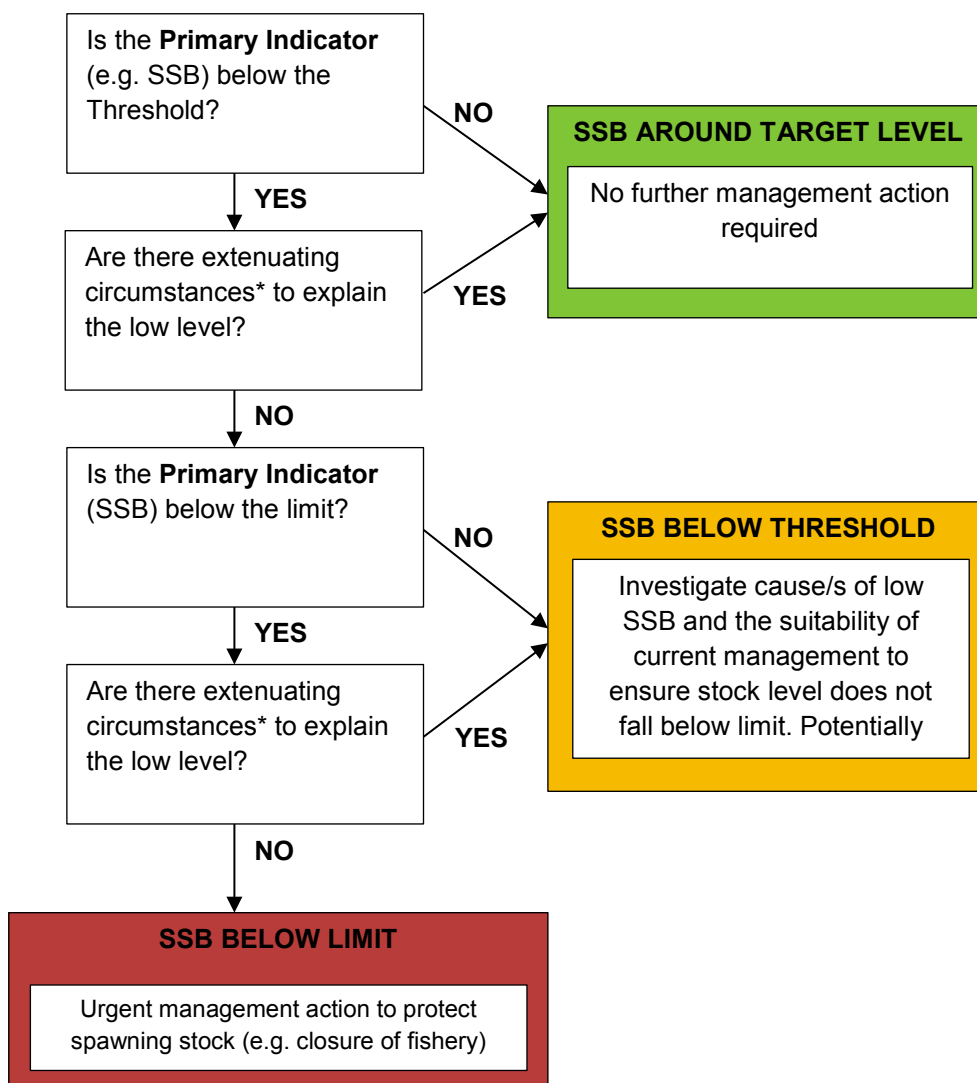 Is the Primary Indicator
(e.g. SSB) below the
Threshold?
NO
SSB AROUND TARGET LEVEL
No further management action
required
YES
Are there extenuating
circumstances* to explain
the low level?
YES
NO
Is the Primary Indicator
(SSB) below the limit?
NO
SSB BELOW THRESHOLD
Investigate cause/s of low
SSB and the suitability of
current management to
ensure stock level does not
fall below limit. Potentially
YES
Are there extenuating
circumstances* to explain
the low level?
YES
NO
SSB BELOW LIMIT
Urgent management action to protect
spawning stock (e.g. closure of fishery)